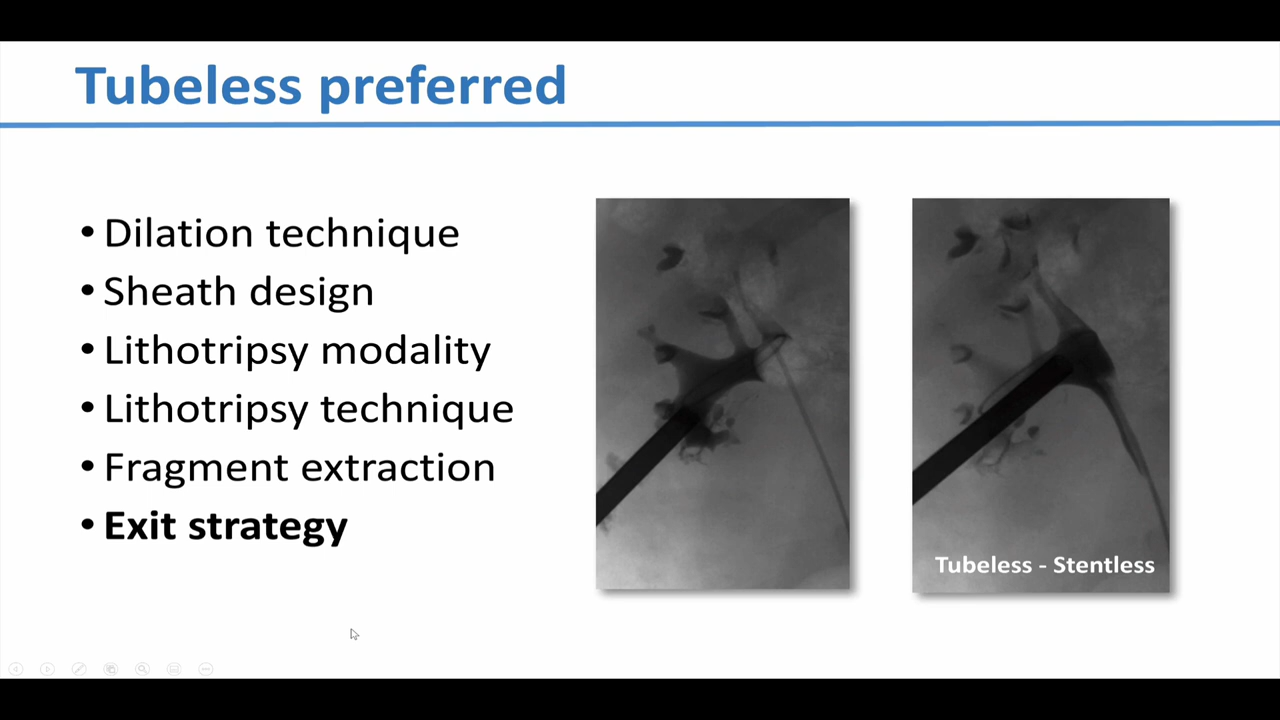 Tubeless preferred
• Dilation technique
• Sheath design
• Lithotripsy modality
• Lithotripsy technique
• Fragment extraction
• Exit strategy
Tubeless - Stentless